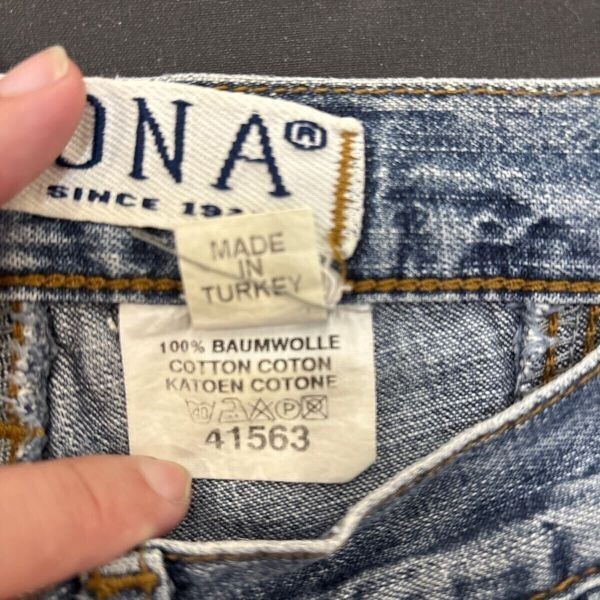 ONA®
SINCE 19
MADE
IN
TURKEY
100% BAUMWOLLE
COTTON COTON
KATOEN COTONE
41563